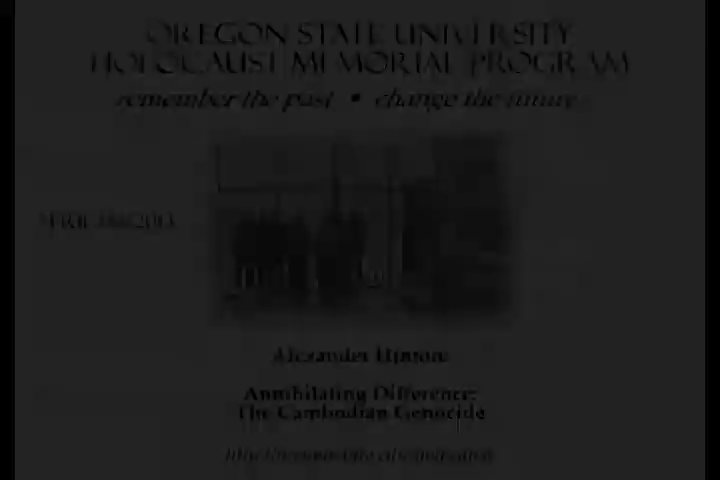 OREGON STATE UNIVERSITY
HOLOCAUST MEMORIAL PROGRAM
remember the past • change the future
Alexander Hinton
Annihilating Difference:
The Cambodian Genocide